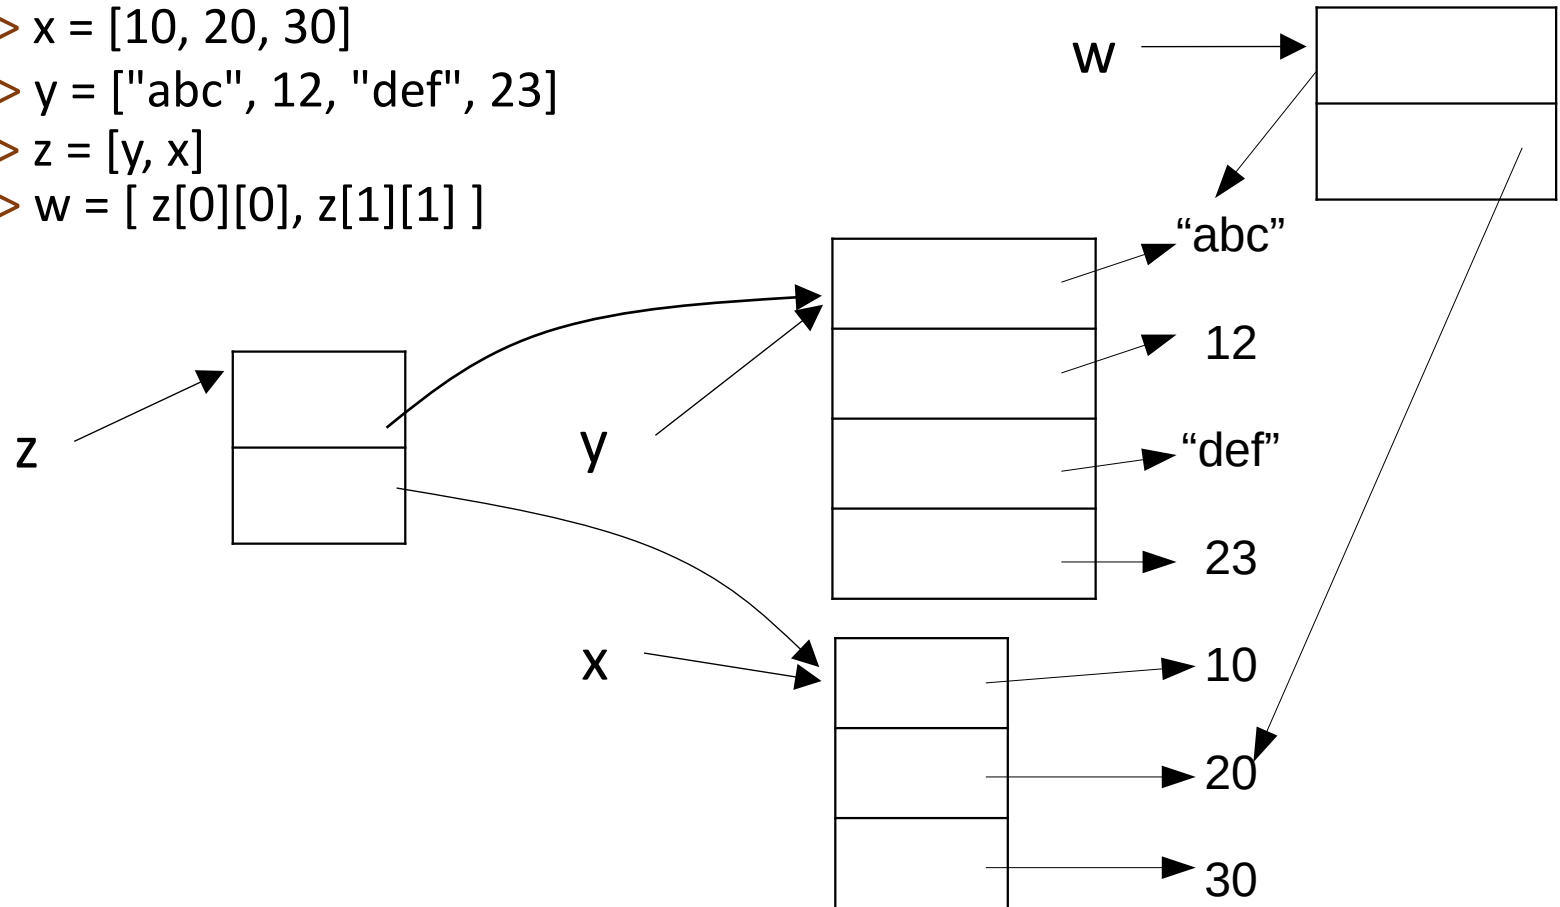 > x = [10, 20, 30]
> y = ["abc", 12, "def", 23]
> z = [y, x]
> w = [ z[0][0], z[1][1] ]
w
“abc”
12
z
y
“def”
23
x
10
20
30